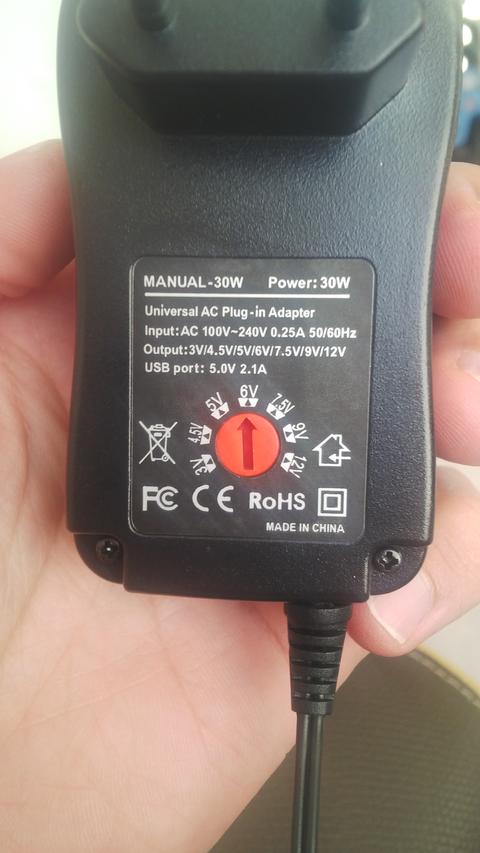 MANUAL-30W Power: 30W
Universal AC Plug-in Adapter
Input:AC 100V~240V 0.25A 50/60Hz
Output:3V/4.5V/5V/6V/7.5V/9V/12V
USB port: 5.0V 2.1A
3V 4.5V 5V 6V 7.5V 9V 12V
FC CE RoHS
MADE IN CHINA